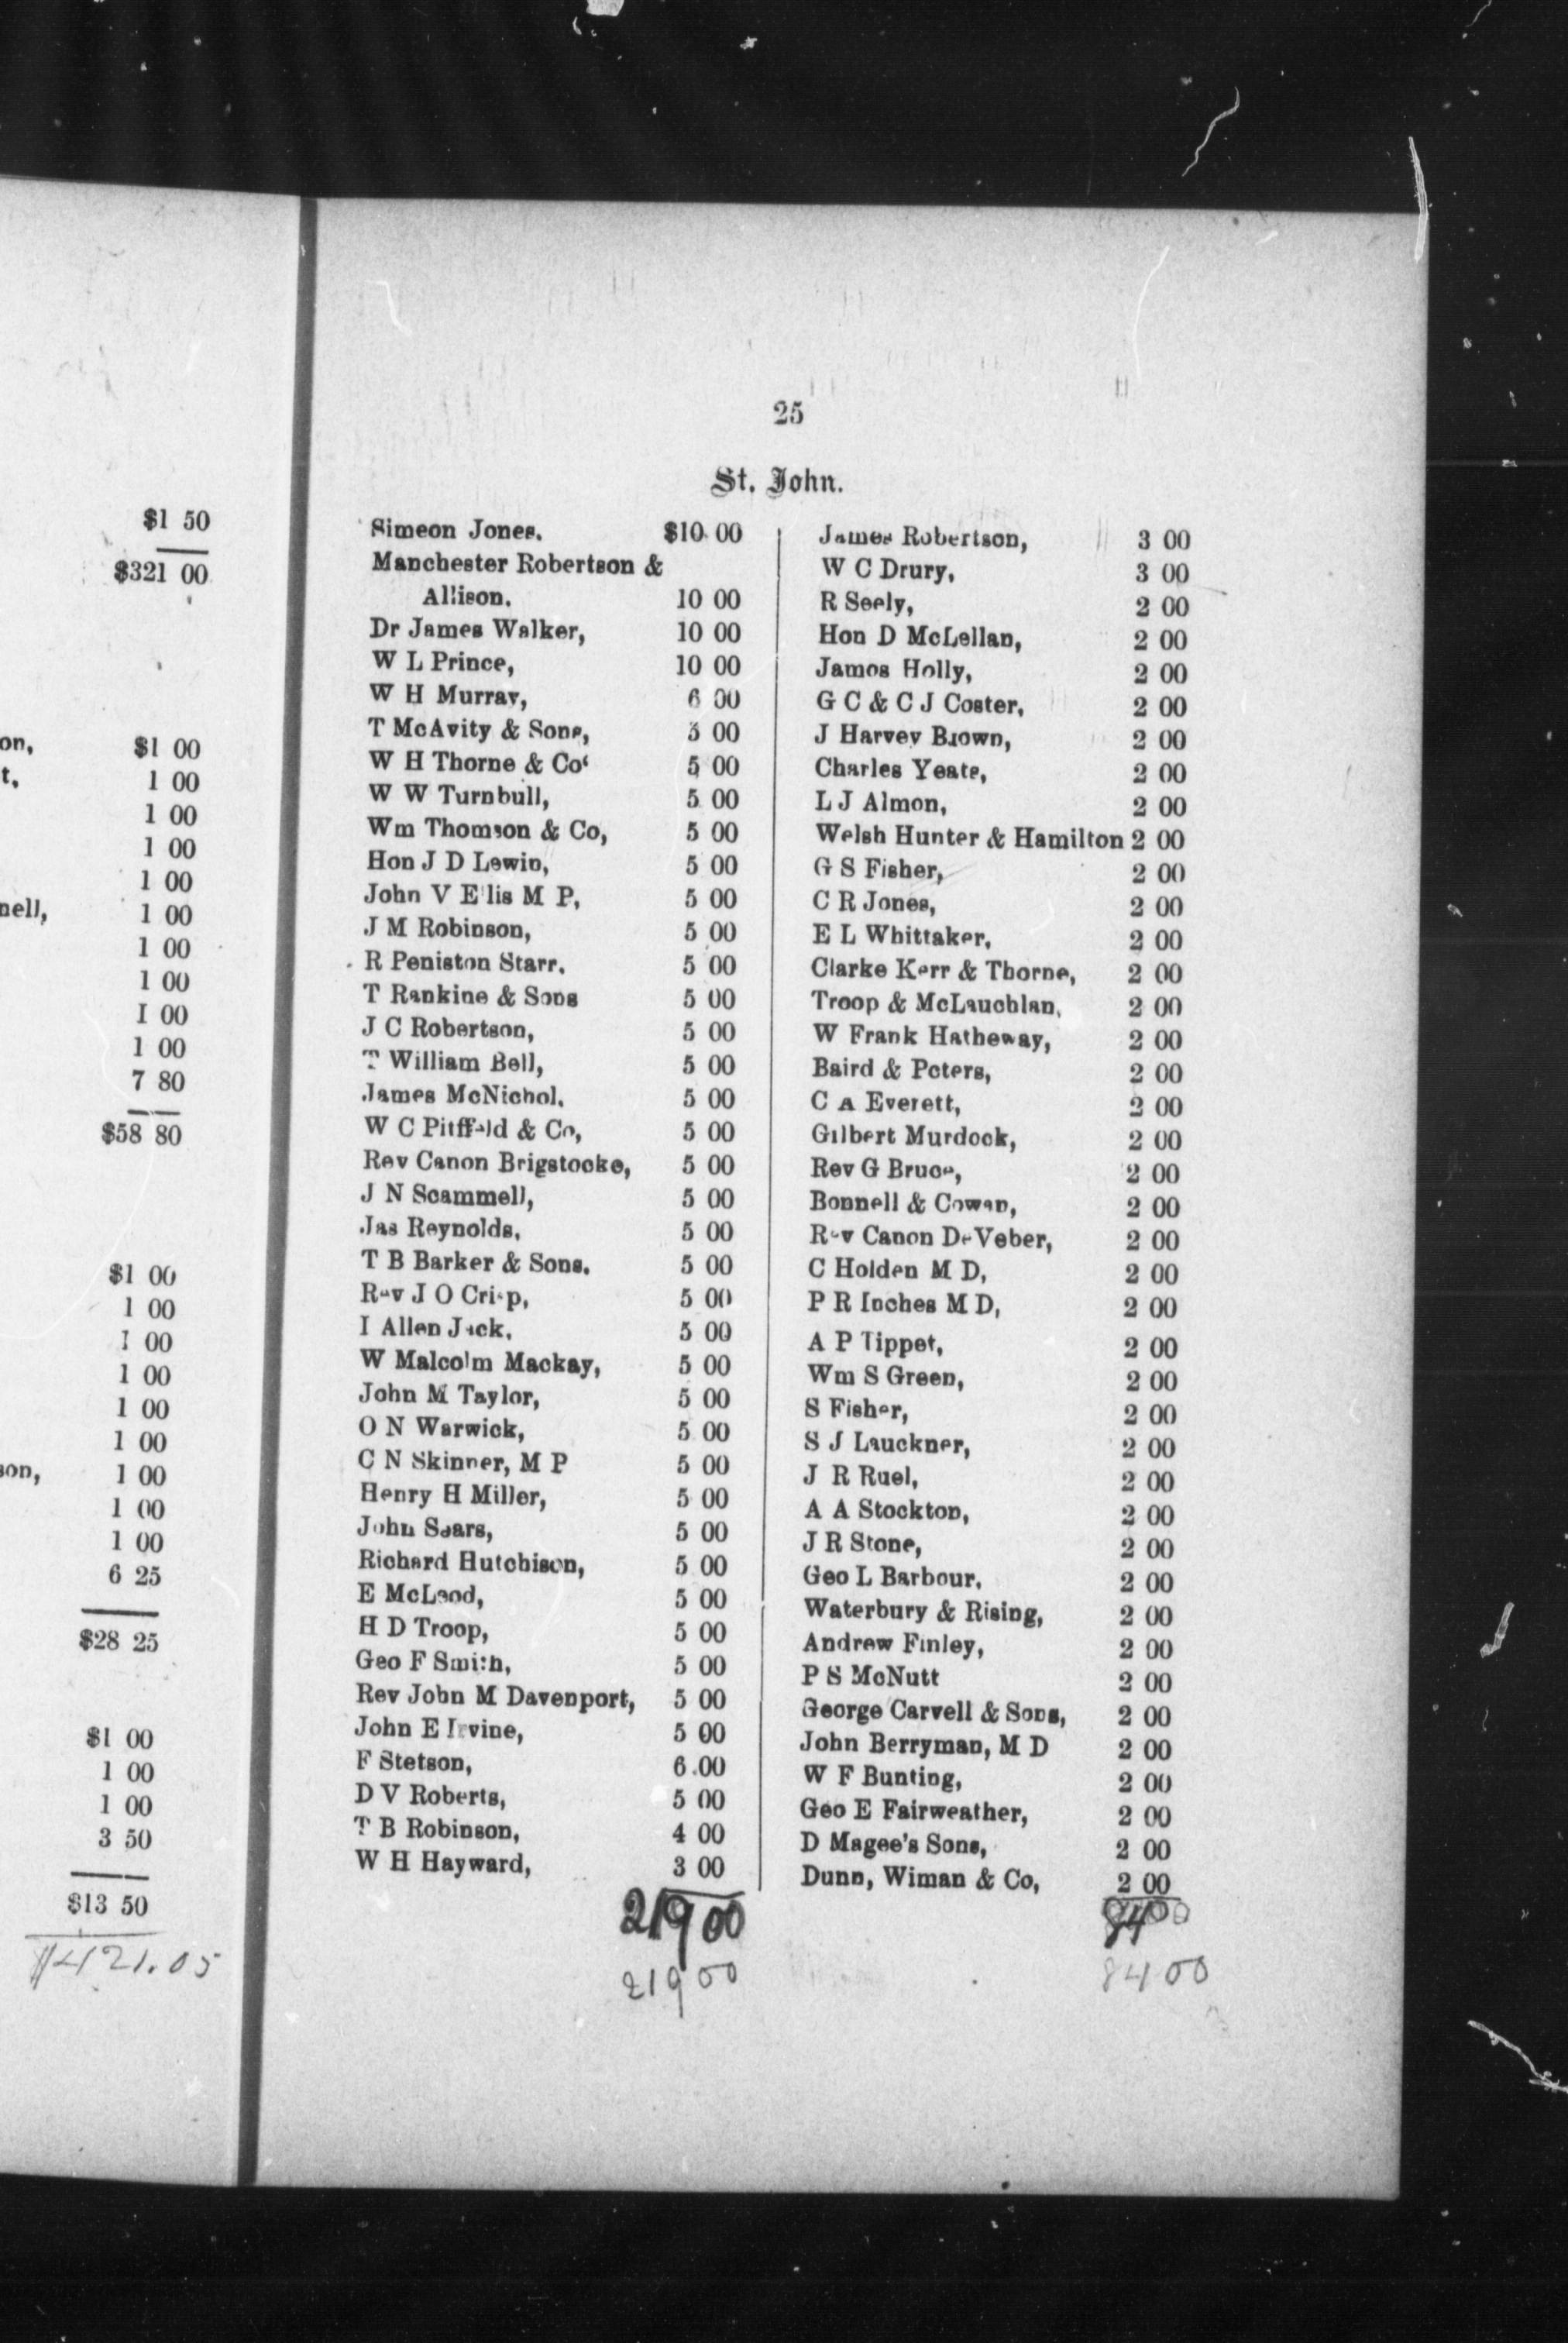 $1 50
$321 00
on, $1 00
t, 1 00
1 00
1 00
1 00
nell, 1 00
1 00
1 00
1 00
1 00
7 80
$58 80
$1 00
1 00
1 00
1 00
1 00
1 00
son, 1 00
1 00
1 00
6 25
$28 25
$1 00
1 00
1 00
3 50
$13 50
$421.05
25
St. John.
Simeon Jones. $10 00
Manchester Robertson &
Allison. 10 00
Dr James Walker, 10 00
W L Prince, 10 00
W H Murray, 6 00
T McAvity & Sons, 5 00
W H Thorne & Co‘ 5 00
W W Turnbull, 5 00
Wm Thomson & Co, 5 00
Hon J D Lewin, 5 00
John V Ellis M P, 5 00
J M Robinson, 5 00
R Peniston Starr. 5 00
T Rankine & Sons 5 00
J C Robertson, 5 00
T William Bell, 5 00
James McNichol. 5 00
W C Pitffeld & Co, 5 00
Rev Canon Brigstocke, 5 00
J N Scammell, 5 00
Jas Reynolds, 5 00
T B Barker & Sons. 5 00
Rev J O Crisp, 5 00
I Allen Jack. 5 00
W Malcolm Mackay, 5 00
John M Taylor, 5 00
O N Warwick, 5 00
C N Skinner, M P 5 00
Henry H Miller, 5 00
John Sears, 5 00
Richard Hutchison, 5 00
E McLeod, 5 00
H D Troop, 5 00
Geo F Smith, 5 00
Rev John M Davenport, 5 00
John E Irvine, 5 00
F Stetson, 6.00
D V Roberts, 5 00
T B Robinson, 4 00
W H Hayward, 3 00
219 00
219 00
James Robertson, 3 00
W C Drury, 3 00
R Seely, 2 00
Hon D McLellan, 2 00
James Holly, 2 00
G C & C J Coster, 2 00
J Harvey Brown, 2 00
Charles Yeats, 2 00
L J Almon, 2 00
Welsh Hunter & Hamilton 2 00
G S Fisher, 2 00
C R Jones, 2 00
E L Whittaker, 2 00
Clarke Kerr & Thorne, 2 00
Troop & McLauchlan, 2 00
W Frank Hatheway, 2 00
Baird & Peters, 2 00
C A Everett, 2 00
Gilbert Murdock, 2 00
Rev G Bruce, 2 00
Bonnell & Cowan, 2 00
Rev Canon DeVeber, 2 00
C Holden M D, 2 00
P R Inches M D, 2 00
A P Tippet, 2 00
Wm S Green, 2 00
S Fisher, 2 00
S J Lauckner, 2 00
J R Ruel, 2 00
A A Stockton, 2 00
J R Stone, 2 00
Geo L Barbour, 2 00
Waterbury & Rising, 2 00
Andrew Finley, 2 00
P S McNutt 2 00
George Carvell & Sons, 2 00
John Berryman, M D 2 00
W F Bunting, 2 00
Geo E Fairweather, 2 00
D Magee's Sons, 2 00
Dunn, Wiman & Co, 2 00
8400
84 00